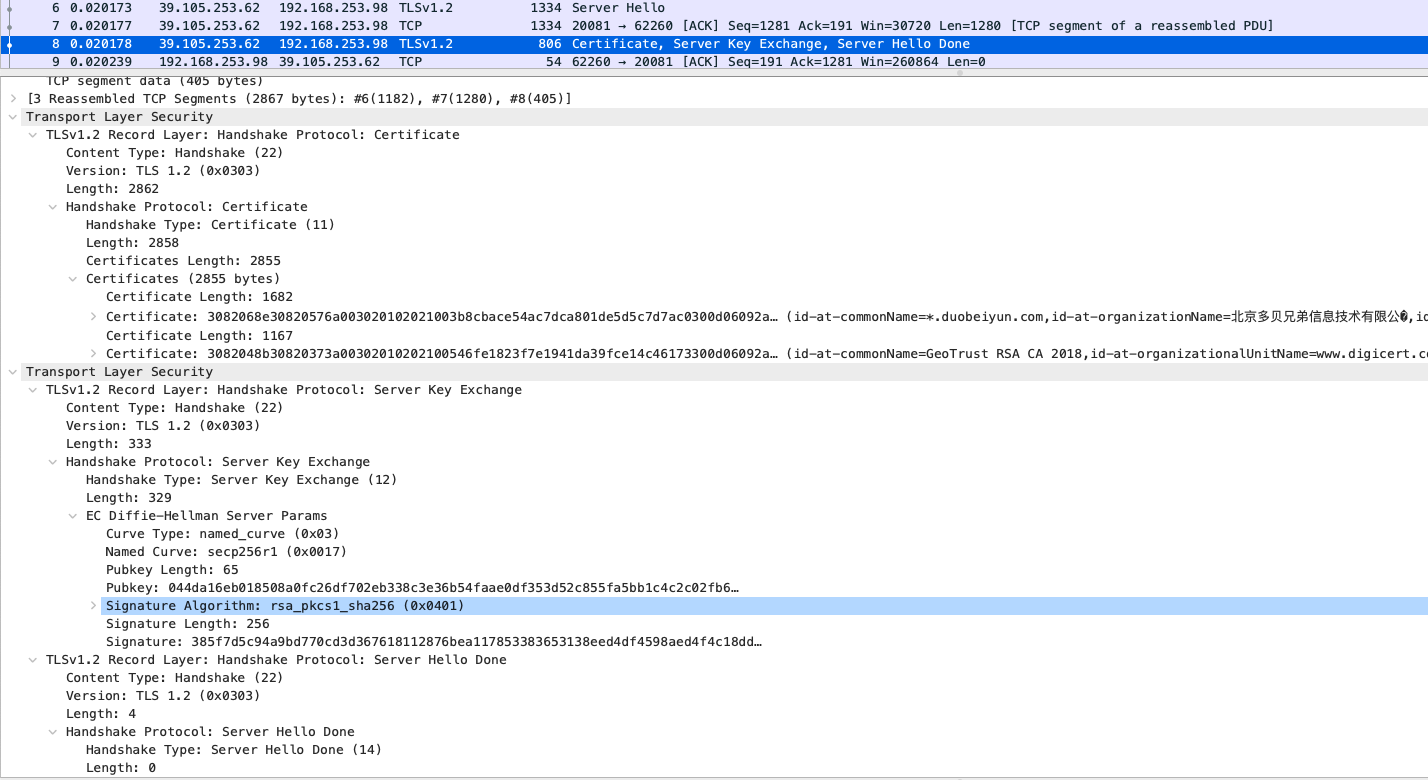 6 0.020173 39.105.253.62 192.168.253.98 TLSv1.2 1334 Server Hello
7 0.020177 39.105.253.62 192.168.253.98 TCP 1334 20081 → 62260 [ACK] Seq=1281 Ack=191 Win=30720 Len=1280 [TCP segment of a reassembled PDU]
8 0.020178 39.105.253.62 192.168.253.98 TLSv1.2 806 Certificate, Server Key Exchange, Server Hello Done
9 0.020239 192.168.253.98 39.105.253.62 TCP 54 62260 → 20081 [ACK] Seq=191 Ack=1281 Win=260864 Len=0
TCP segment data (405 bytes)
[3 Reassembled TCP Segments (2867 bytes): #6(1182), #7(1280), #8(405)]
Transport Layer Security
TLSv1.2 Record Layer: Handshake Protocol: Certificate
Content Type: Handshake (22)
Version: TLS 1.2 (0x0303)
Length: 2862
Handshake Protocol: Certificate
Handshake Type: Certificate (11)
Length: 2858
Certificates Length: 2855
Certificates (2855 bytes)
Certificate Length: 1682
Certificate: 3082068e30820576a003020102021003b8cbace54ac7dca801de5d5c7d7ac0300d06092a… (id-at-commonName=*.duobeiyun.com,id-at-organizationName=北京多贝兄弟信息技术有限公�,id
Certificate Length: 1167
Certificate: 3082048b30820373a00302010202100546fe1823f7e1941da39fce14c46173300d06092a… (id-at-commonName=GeoTrust RSA CA 2018,id-at-organizationalUnitName=www.digicert.co
Transport Layer Security
TLSv1.2 Record Layer: Handshake Protocol: Server Key Exchange
Content Type: Handshake (22)
Version: TLS 1.2 (0x0303)
Length: 333
Handshake Protocol: Server Key Exchange
Handshake Type: Server Key Exchange (12)
Length: 329
EC Diffie-Hellman Server Params
Curve Type: named_curve (0x03)
Named Curve: secp256r1 (0x0017)
Pubkey Length: 65
Pubkey: 044da16eb018508a0fc26df702eb338c3e36b54faae0df353d52c855fa5bb1c4c2c02fb6…
Signature Algorithm: rsa_pkcs1_sha256 (0x0401)
Signature Length: 256
Signature: 385f7d5c94a9bd770cd3d367618112876bea117853383653138eed4df4598aed4f4c18dd…
TLSv1.2 Record Layer: Handshake Protocol: Server Hello Done
Content Type: Handshake (22)
Version: TLS 1.2 (0x0303)
Length: 4
Handshake Protocol: Server Hello Done
Handshake Type: Server Hello Done (14)
Length: 0